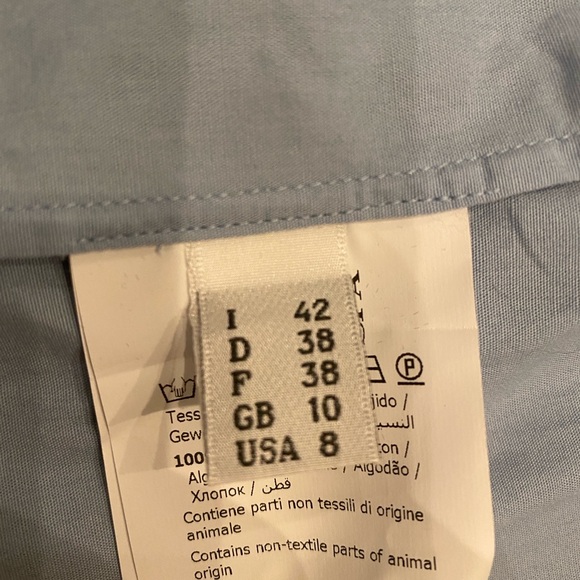 I 42
D 38
F 38
GB 10
USA 8
P
jido /
Tess
النسيـ
Gew
100
ton /
Alg
/ Algodão /
Хлопок / قطن /
Contiene parti non tessili di origine
animale
Contains non-textile parts of animal
origin